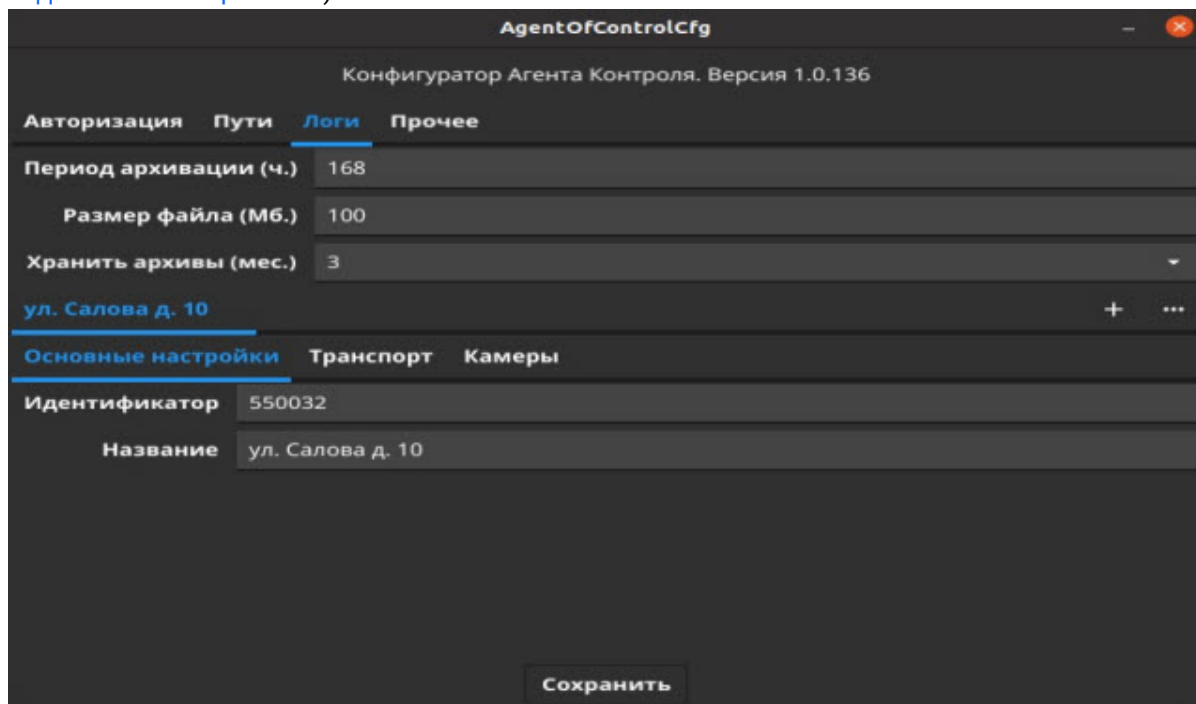 AgentOfControlCfg
Конфигуратор Агента Контроля. Версия 1.0.136
Авторизация Пути Логи Прочее
Период архивации (ч.) 168
Размер файла (Мб.) 100
Хранить архивы (мес.) 3
ул. Салова д. 10 + ...
Основные настройки Транспорт Камеры
Идентификатор 550032
Название ул. Салова д. 10
Сохранить